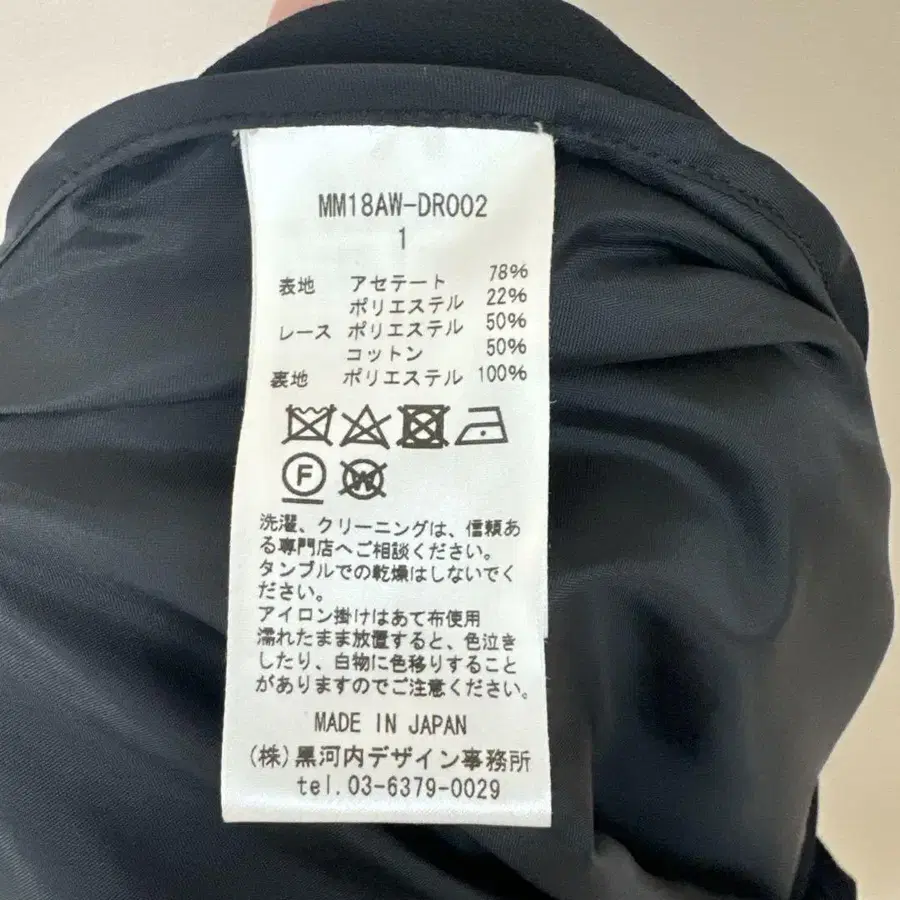 MM18AW-DR002
1
表地 アセテート 78%
ポリエステル 22%
レース ポリエステル 50%
コットン 50%
裏地 ポリエステル 100%
F W
洗濯、クリーニングは、信頼あ
る専門店へご相談ください。
タンブルでの乾燥はしないでく
ださい。
アイロン掛けはあて布使用
濡れたまま放置すると、色泣き
したり、白物に色移りすること
がありますのでご注意ください。
MADE IN JAPAN
(株)黒河内デザイン事務所
tel.03-6379-0029